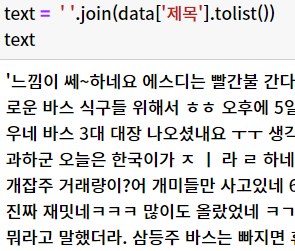 text = ' '.join(data['제목'].tolist())
text
'느낌이 쎄~하네요 에스디는 빨간불 간다
로운 바스 식구들 위해서 ㅎㅎ 오후에 5일
우네 바스 3대 대장 나오셨내요 ㅜㅜ 생각
과하군 오늘은 한국이가 ㅈ ㅣ 라 ㄹ 하네
개잡주 거래량이?어 개미들만 사고있네 6
진짜 재밋네ㅋㅋㅋ 많이도 올랐었네 ㅋㄱ
뭐라고 말했더라. 삼등주 바스는 빠지면